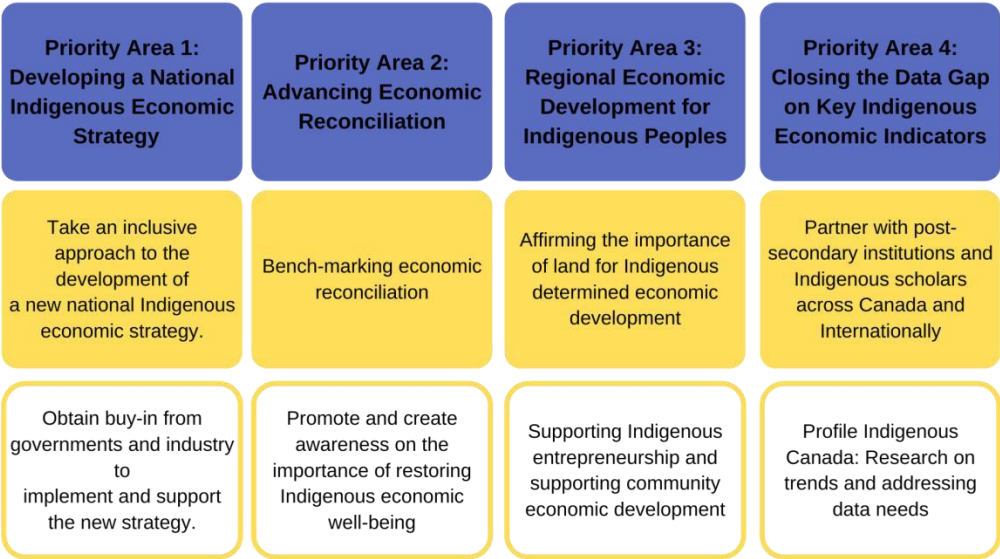 Priority Area 1:
Developing a National
Indigenous Economic
Strategy
Priority Area 2:
Advancing Economic
Reconciliation
Priority Area 3:
Regional Economic
Development for
Indigenous Peoples
Priority Area 4:
Closing the Data Gap
on Key Indigenous
Economic Indicators
Take an inclusive
approach to the
development of
a new national Indigenous
economic strategy.
Bench-marking economic
reconciliation
Affirming the importance
of land for Indigenous
determined economic
development
Partner with post-
secondary institutions and
Indigenous scholars
across Canada and
Internationally
Obtain buy-in from
governments and industry
to
implement and support
the new strategy.
Promote and create
awareness on the
importance of restoring
Indigenous economic
well-being
Supporting Indigenous
entrepreneurship and
supporting community
economic development
Profile Indigenous
Canada: Research on
trends and addressing
data needs